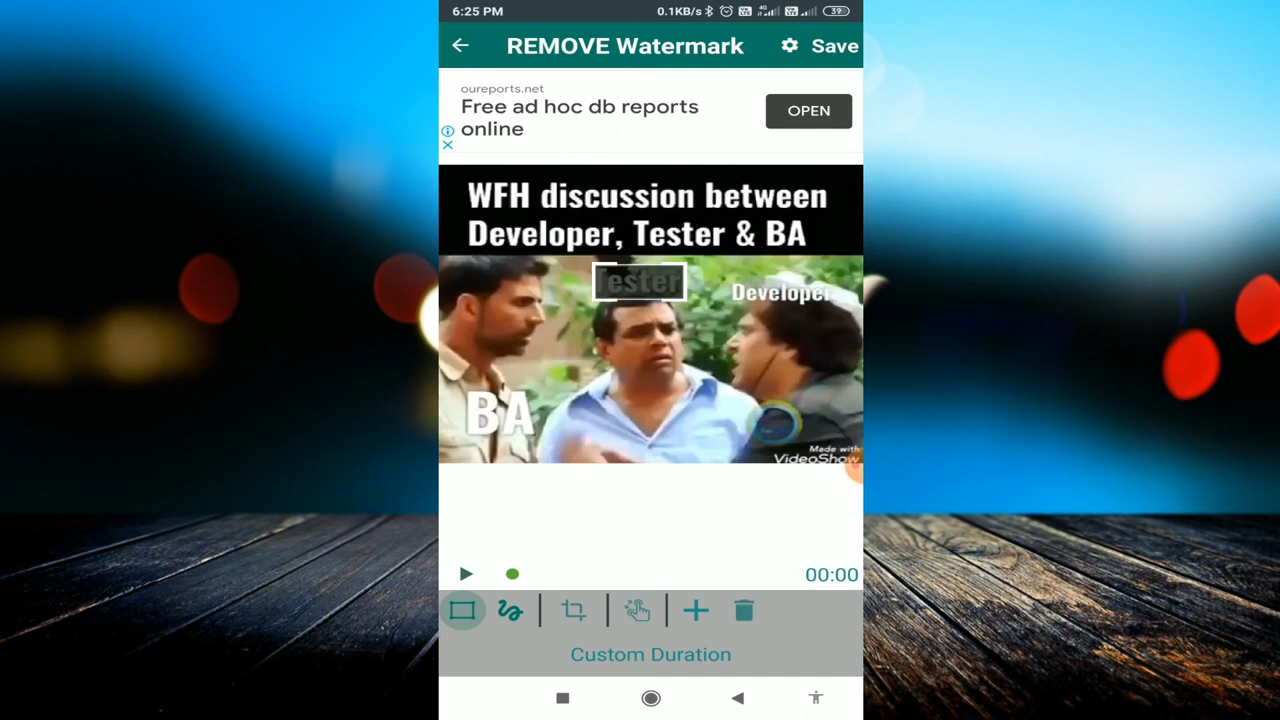 6:25 PM
0.1KB/s
4G
39
REMOVE Watermark
Save
oureports.net
Free ad hoc db reports
online
OPEN
WFH discussion between
Developer, Tester & BA
Tester
Developer
BA
Made with
VideoShow
00:00
Custom Duration